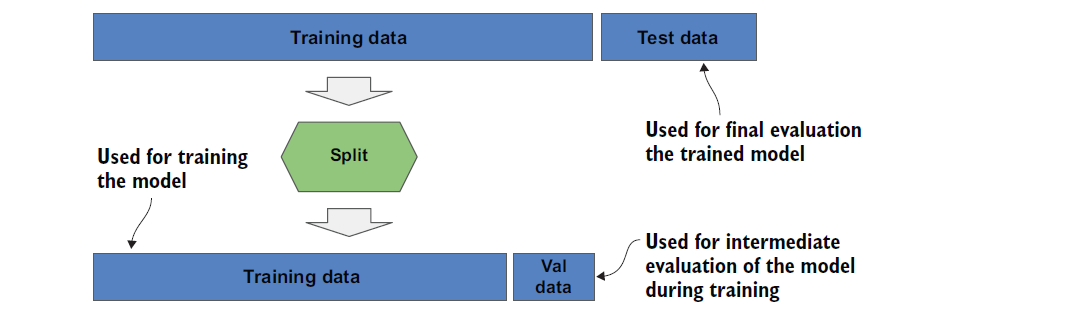 Training data
Test data
Used for final evaluation
the trained model
Used for training
the model
Split
Used for intermediate
evaluation of the model
during training
Training data
Val
data